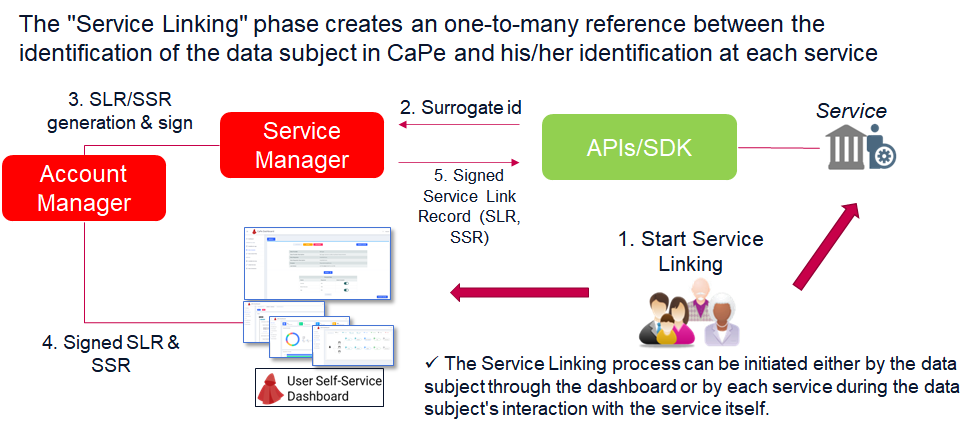 The "Service Linking" phase creates an one-to-many reference between the
identification of the data subject in CaPe and his/her identification at each service
3. SLR/SSR
generation & sign
2. Surrogate id
Service
Service
Manager
APIs/SDK
Account
Manager
5. Signed
Service Link
Record (SLR,
SSR)
1. Start Service
Linking
4. Signed SLR &
SSR
User Self-Service
Dashboard
✓ The Service Linking process can be initiated either by the data
subject through the dashboard or by each service during the data
subject's interaction with the service itself.